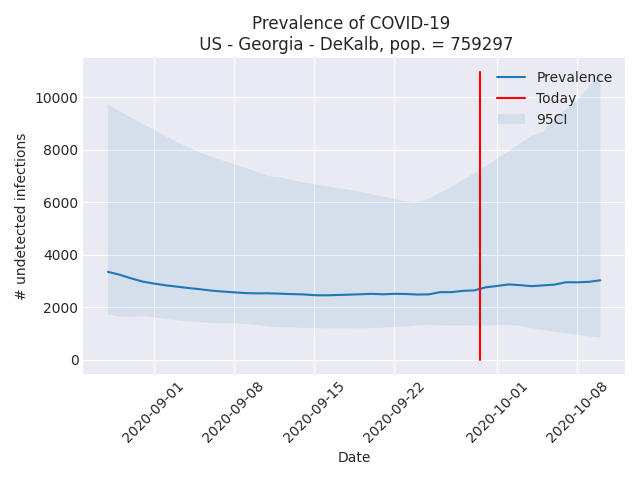 Prevalence of COVID-19
US - Georgia - DeKalb, pop. = 759297
Prevalence
Today
95CI
10000
8000
6000
4000
2000
0
# undetected infections
2020-09-01
2020-09-08
2020-09-15
2020-09-22
2020-10-01
2020-10-08
Date